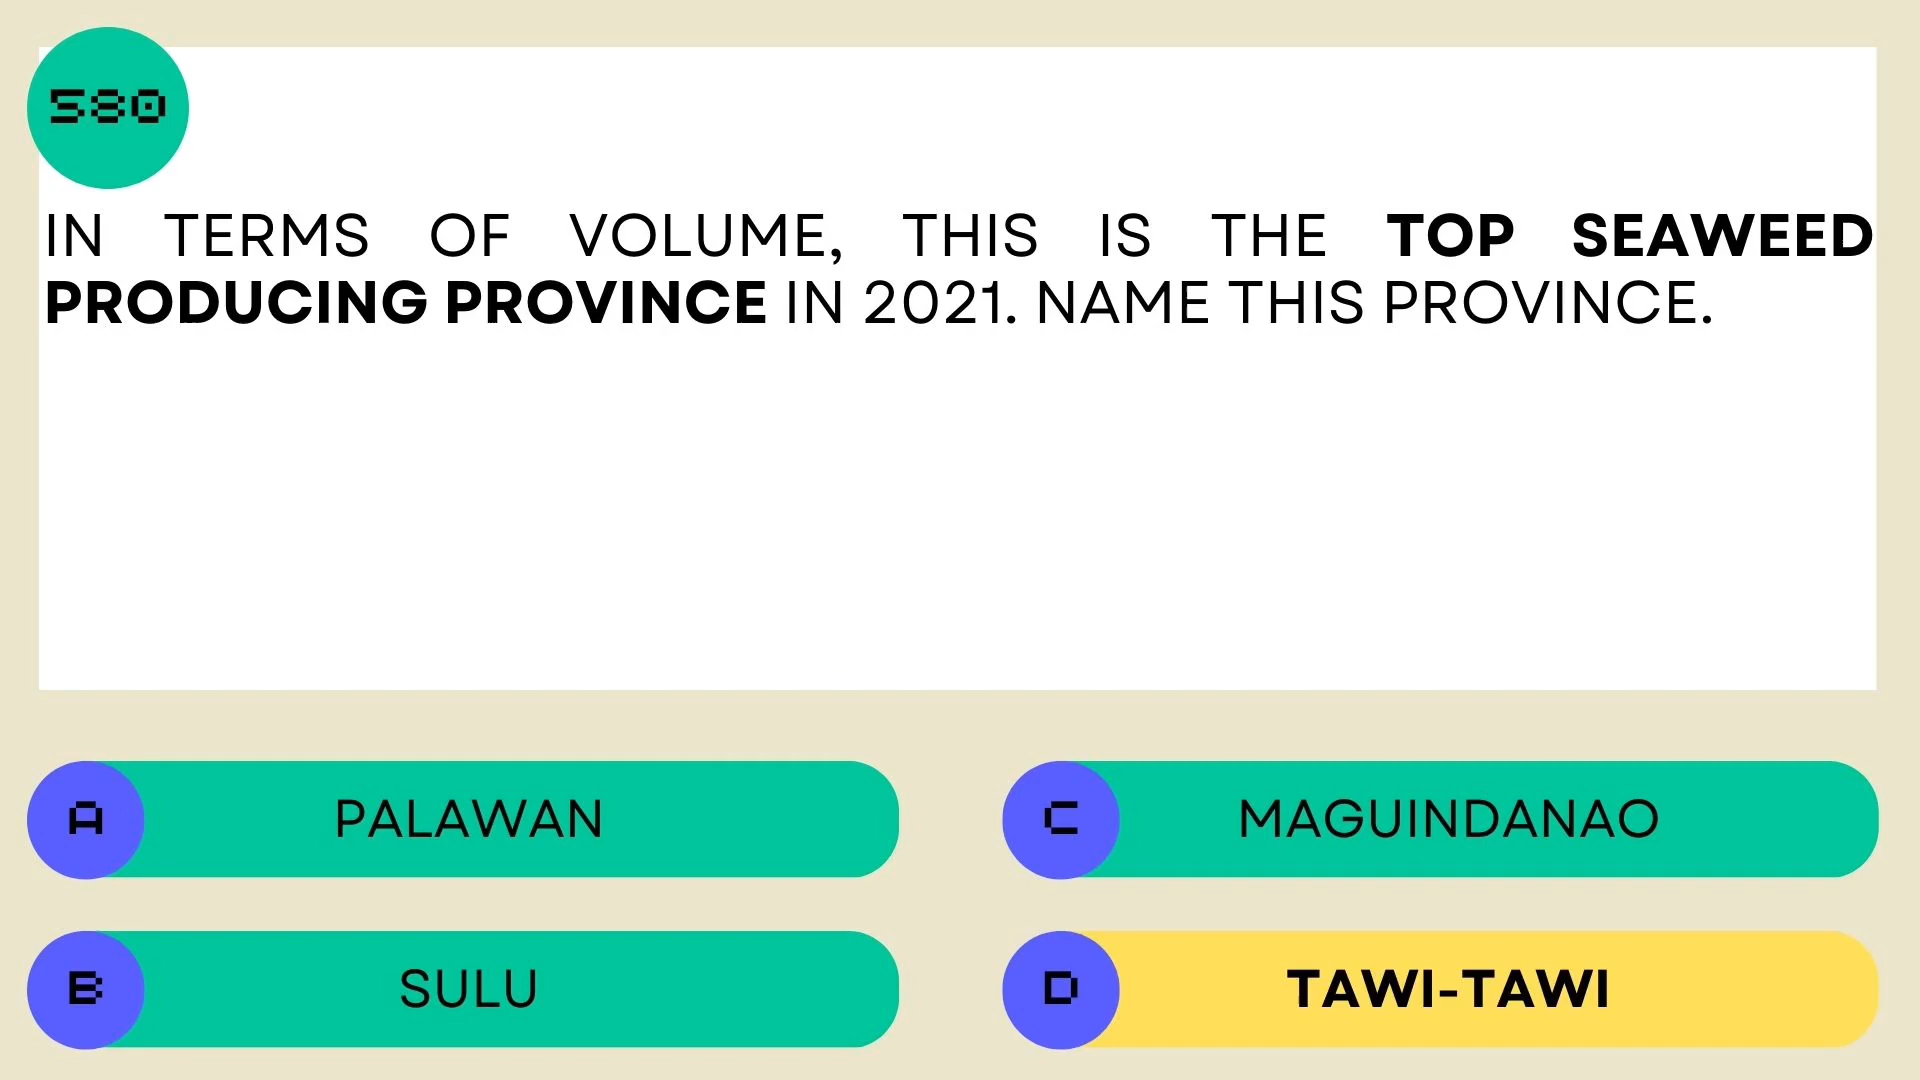 580
IN TERMS OF VOLUME, THIS IS THE TOP SEAWEED
PRODUCING PROVINCE IN 2021. NAME THIS PROVINCE.
A PALAWAN
B SULU
C MAGUINDANAO
D TAWI-TAWI